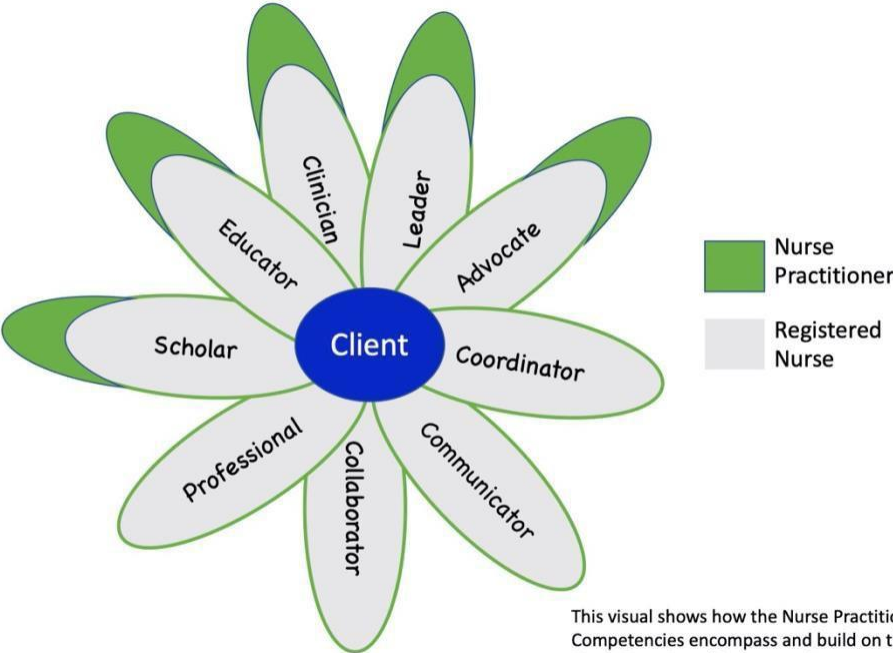 Clinician
Leader
Educator
Advocate
Scholar
Client
Coordinator
Professional
Collaborator
Communicator
Nurse
Practitioner
Registered
Nurse
This visual shows how the Nurse
Competencies encompass and build on